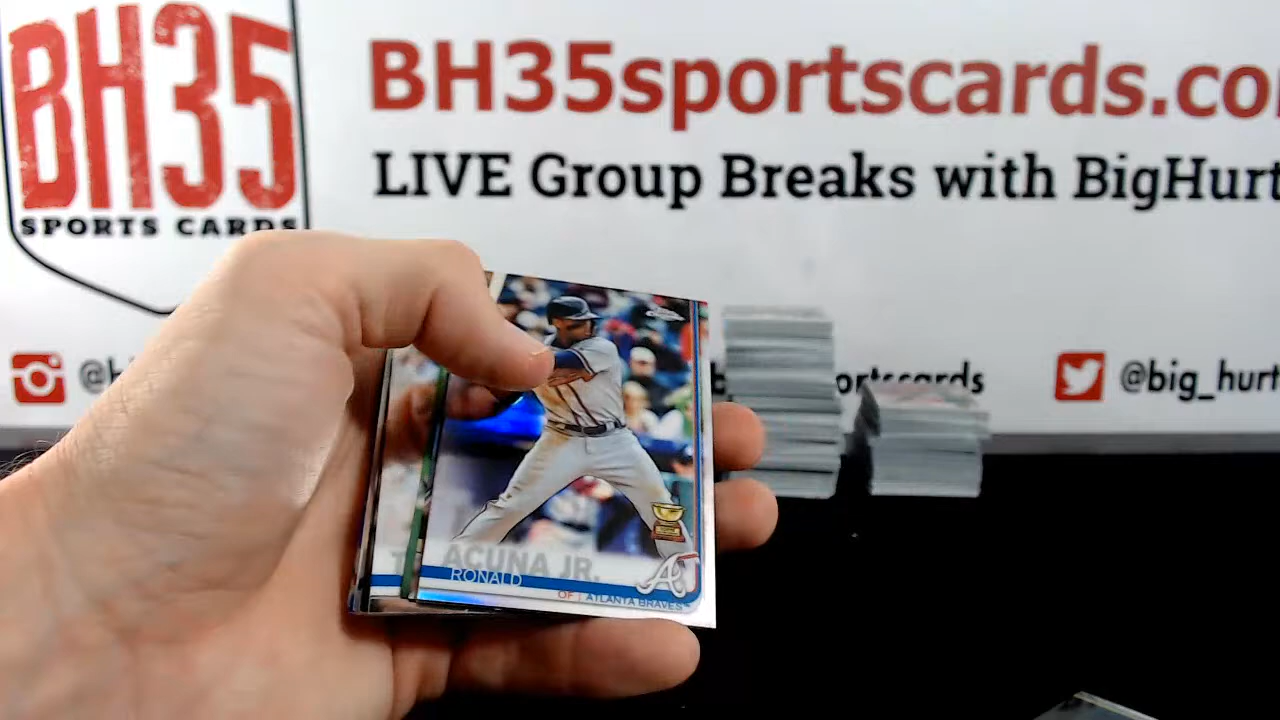 BH35
SPORTS CARDS
BH35sportscards.co
LIVE Group Breaks with BigHurt
ortscards
@big_hurt
ACUNA JR.
RONALD
OF | ATLANTA BRAVES